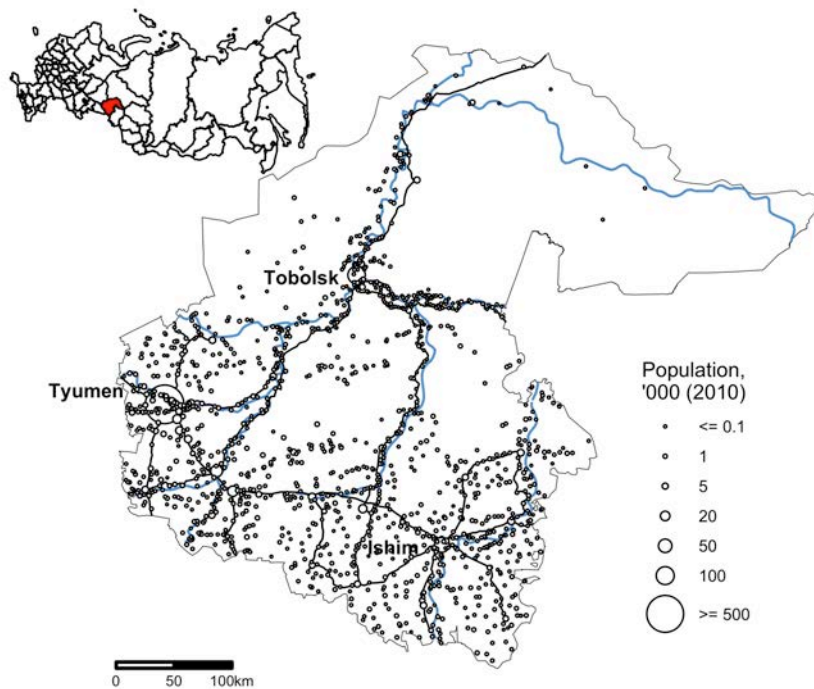 Tobolsk
Tyumen
Ishim
Population,
'000 (2010)
<= 0.1
1
5
20
50
100
>= 500
0 50 100km